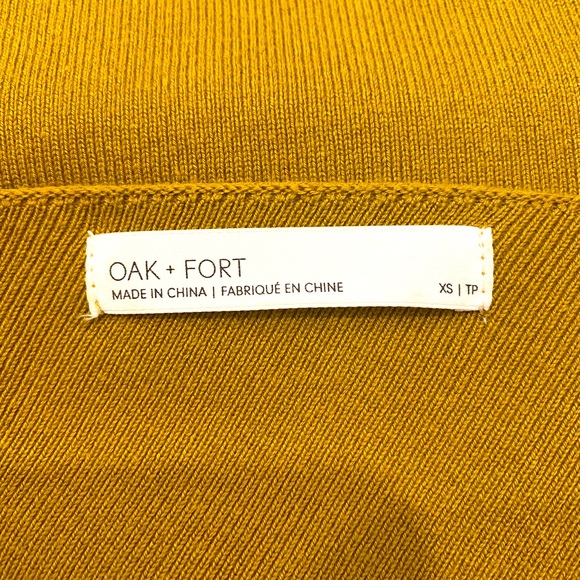 OAK + FORT
MADE IN CHINA | FABRIQUÉ EN CHINE XS | TP